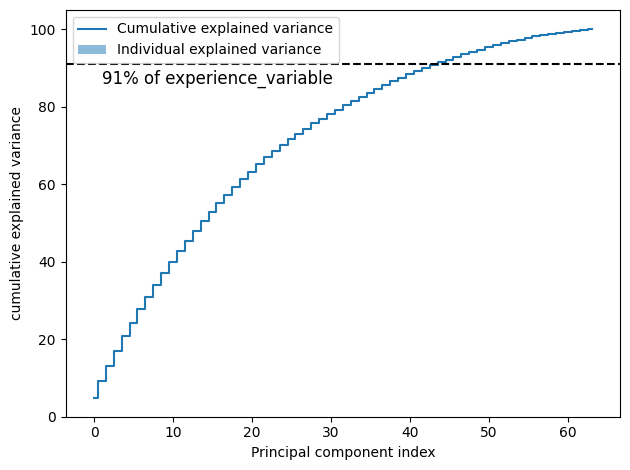 Cumulative explained variance
Individual explained variance
91% of experience_variable
100
80
60
40
20
0
cumulative explained variance
0 10 20 30 40 50 60
Principal component index